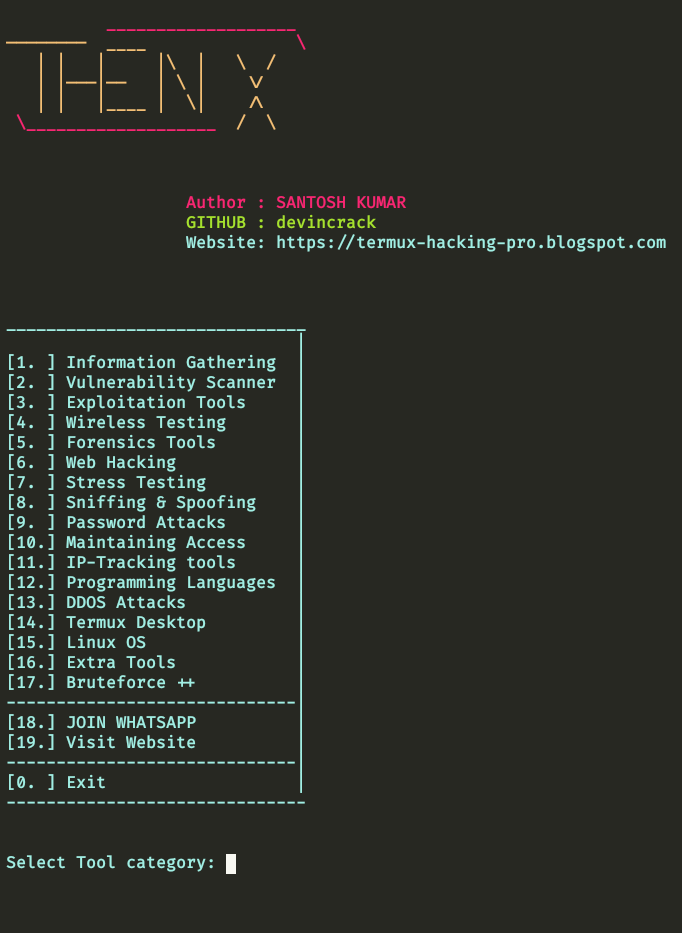 THEN X
Author : SANTOSH KUMAR
GITHUB : devincrack
Website: https://termux-hacking-pro.blogspot.com
[1. ] Information Gathering
[2. ] Vulnerability Scanner
[3. ] Exploitation Tools
[4. ] Wireless Testing
[5. ] Forensics Tools
[6. ] Web Hacking
[7. ] Stress Testing
[8. ] Sniffing & Spoofing
[9. ] Password Attacks
[10.] Maintaining Access
[11.] IP-Tracking tools
[12.] Programming Languages
[13.] DDOS Attacks
[14.] Termux Desktop
[15.] Linux OS
[16.] Extra Tools
[17.] Bruteforce ++
[18.] JOIN WHATSAPP
[19.] Visit Website
[0. ] Exit
Select Tool category: